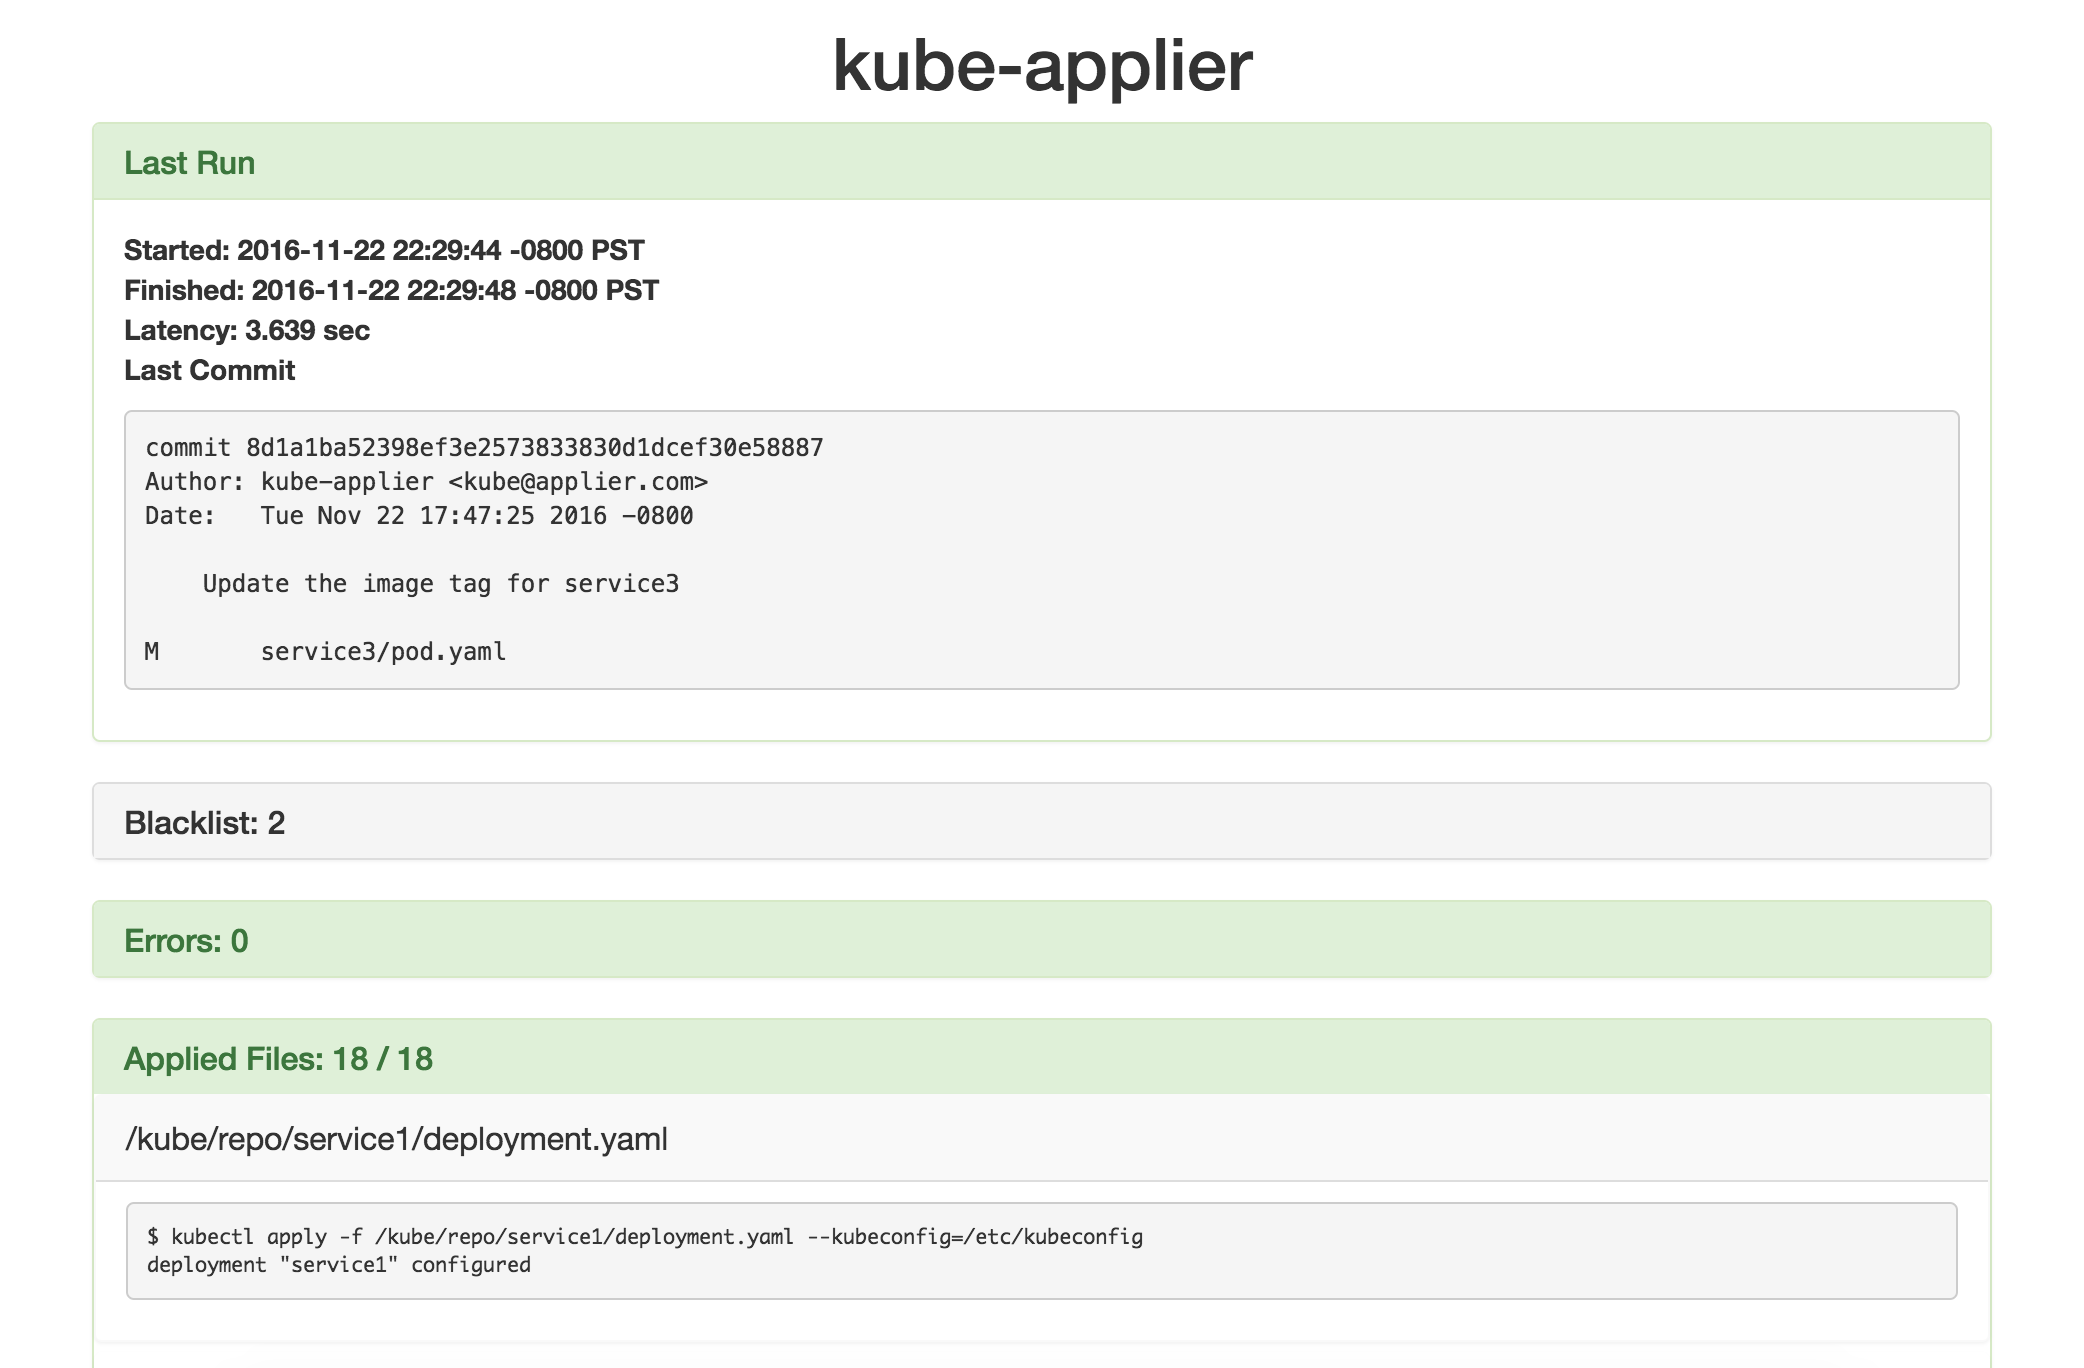 kube-applier
Last Run
Started: 2016-11-22 22:29:44 -0800 PST
Finished: 2016-11-22 22:29:48 -0800 PST
Latency: 3.639 sec
Last Commit
commit 8d1a1ba52398ef3e2573833830d1dcef30e58887
Author: kube-applier <kube@applier.com>
Date:   Tue Nov 22 17:47:25 2016 -0800
    Update the image tag for service3
M       service3/pod.yaml
Blacklist: 2
Errors: 0
Applied Files: 18 / 18
/kube/repo/service1/deployment.yaml
$ kubectl apply -f /kube/repo/service1/deployment.yaml --kubeconfig=/etc/kubeconfig
deployment "service1" configured